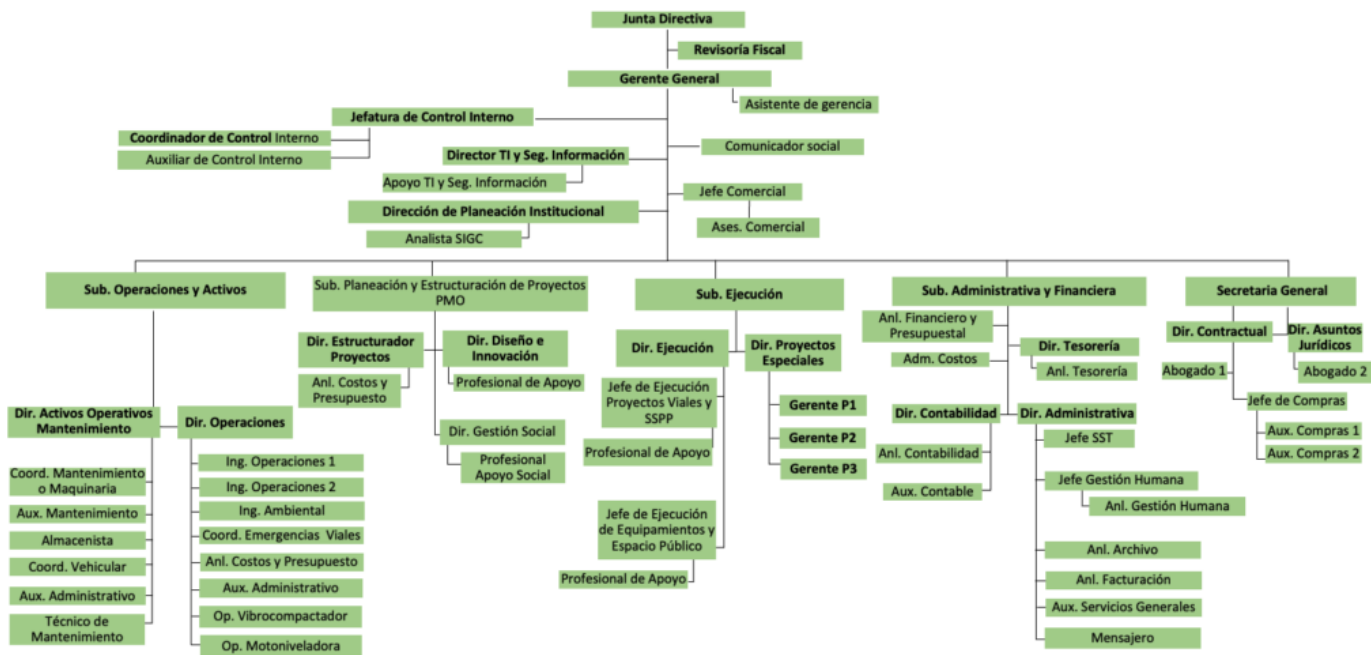 Junta Directiva
Revisoría Fiscal
Gerente General
Asistente de gerencia
Jefatura de Control Interno
Coordinador de Control Interno
Auxiliar de Control Interno
Comunicador social
Director TI y Seg. Información
Apoyo TI y Seg. Información
Jefe Comercial
Ases. Comercial
Dirección de Planeación Institucional
Analista SIGC
Sub. Operaciones y Activos
Dir. Activos Operativos
Mantenimiento
Coord. Mantenimiento
o Maquinaria
Aux. Mantenimiento
Almacenista
Coord. Vehicular
Aux. Administrativo
Técnico de
Mantenimiento
Dir. Operaciones
Ing. Operaciones 1
Ing. Operaciones 2
Ing. Ambiental
Coord. Emergencias Viales
Anl. Costos y Presupuesto
Aux. Administrativo
Op. Vibrocompactador
Op. Motoniveladora
Sub. Planeación y Estructuración de Proyectos
PMO
Dir. Estructurador
Proyectos
Anl. Costos y
Presupuesto
Dir. Diseño e
Innovación
Profesional de Apoyo
Dir. Gestión Social
Profesional
Apoyo Social
Sub. Ejecución
Dir. Ejecución
Jefe de Ejecución
Proyectos Viales y
SSPP
Profesional de Apoyo
Jefe de Ejecución
de Equipamientos y
Espacio Público
Profesional de Apoyo
Dir. Proyectos
Especiales
Gerente P1
Gerente P2
Gerente P3
Sub. Administrativa y Financiera
Anl. Financiero y
Presupuestal
Adm. Costos
Dir. Tesorería
Anl. Tesorería
Dir. Contabilidad
Anl. Contabilidad
Aux. Contable
Dir. Administrativa
Jefe SST
Jefe Gestión Humana
Anl. Gestión Humana
Anl. Archivo
Anl. Facturación
Aux. Servicios Generales
Mensajero
Secretaria General
Dir. Contractual
Abogado 1
Jefe de Compras
Aux. Compras 1
Aux. Compras 2
Dir. Asuntos
Jurídicos
Abogado 2